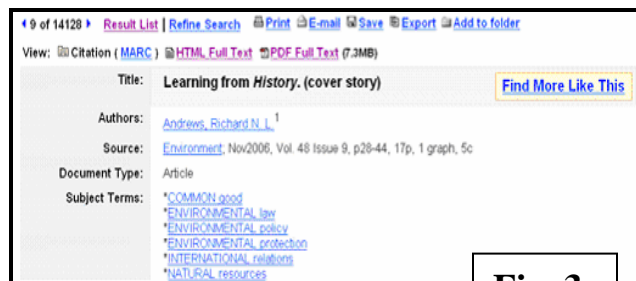 9 of 14128 Result List | Refine Search Print E-mail Save Export Add to folder
View: Citation ( MARC ) HTML Full Text PDF Full Text (7.3MB)
Title: Learning from History. (cover story) Find More Like This
Authors: Andrews, Richard N. L.1
Source: Environment; Nov2006, Vol. 48 Issue 9, p28-44, 17p, 1 graph, 5c
Document Type: Article
Subject Terms: *COMMON good
*ENVIRONMENTAL law
*ENVIRONMENTAL policy
*ENVIRONMENTAL protection
*INTERNATIONAL relations
*NATURAL resources